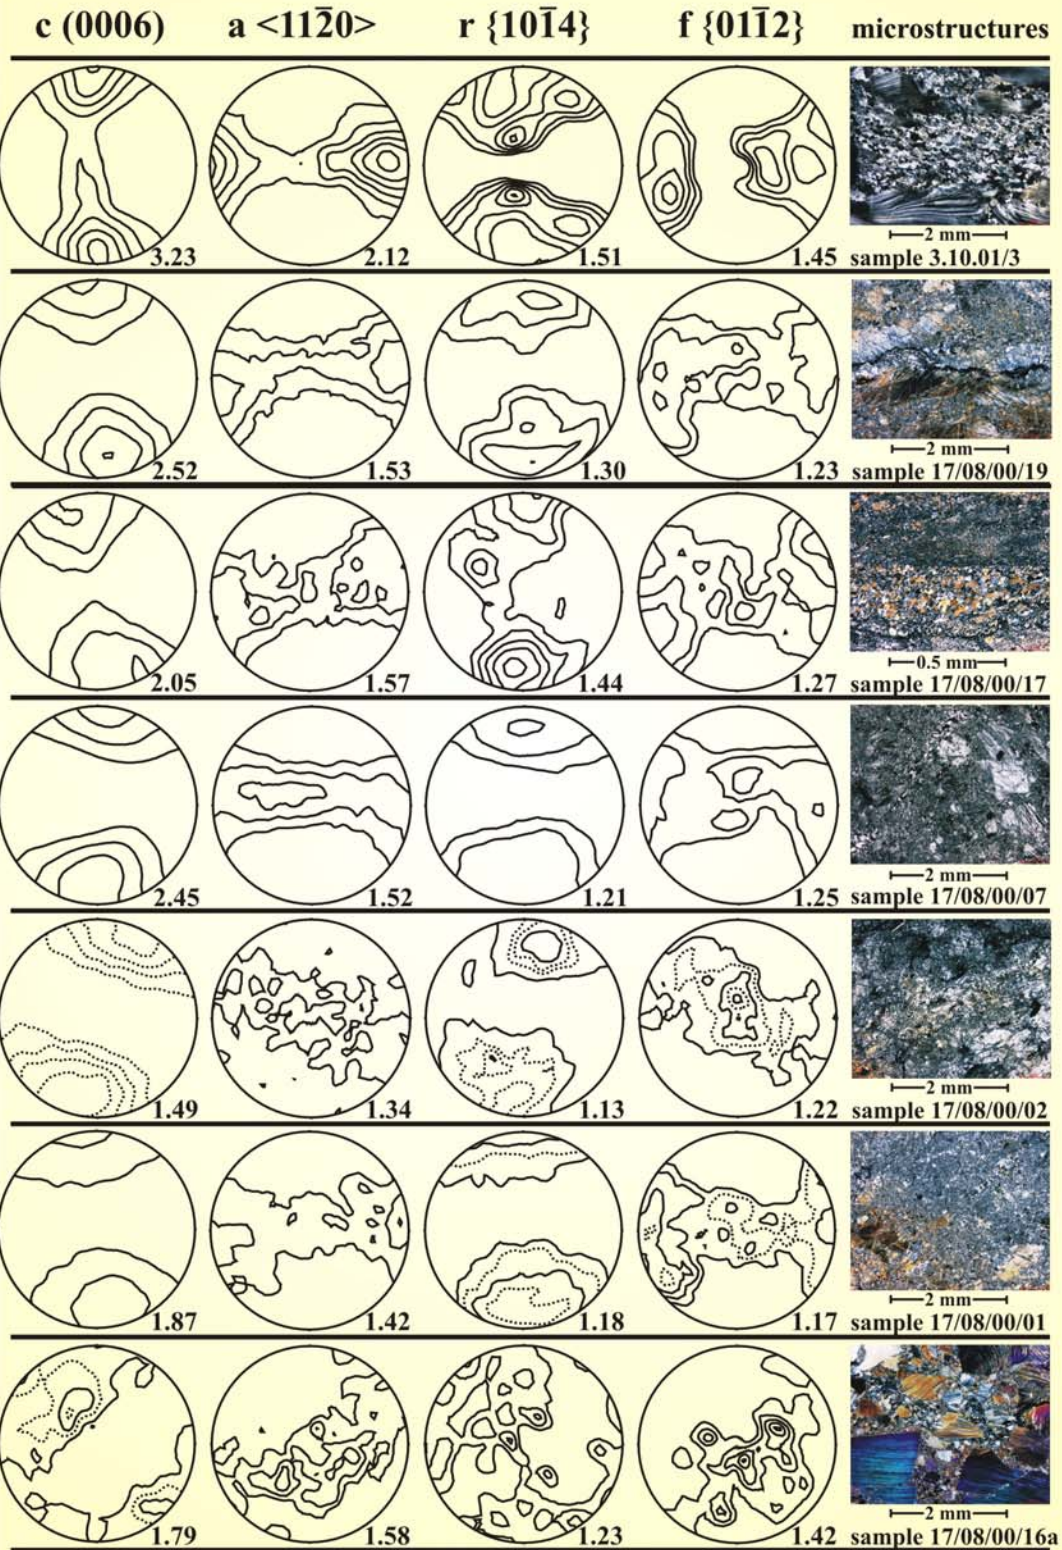 c (0006) a <112̄0> r {101̄4} f {011̄2} microstructures
2 mm
3.23 2.12 1.51 1.45 sample 3.10.01/3
2 mm
2.52 1.53 1.30 1.23 sample 17/08/00/19
0.5 mm
2.05 1.57 1.44 1.27 sample 17/08/00/17
2 mm
2.45 1.52 1.21 1.25 sample 17/08/00/07
2 mm
1.49 1.34 1.13 1.22 sample 17/08/00/02
2 mm
1.87 1.42 1.18 1.17 sample 17/08/00/01
2 mm
1.79 1.58 1.23 1.42 sample 17/08/00/16a